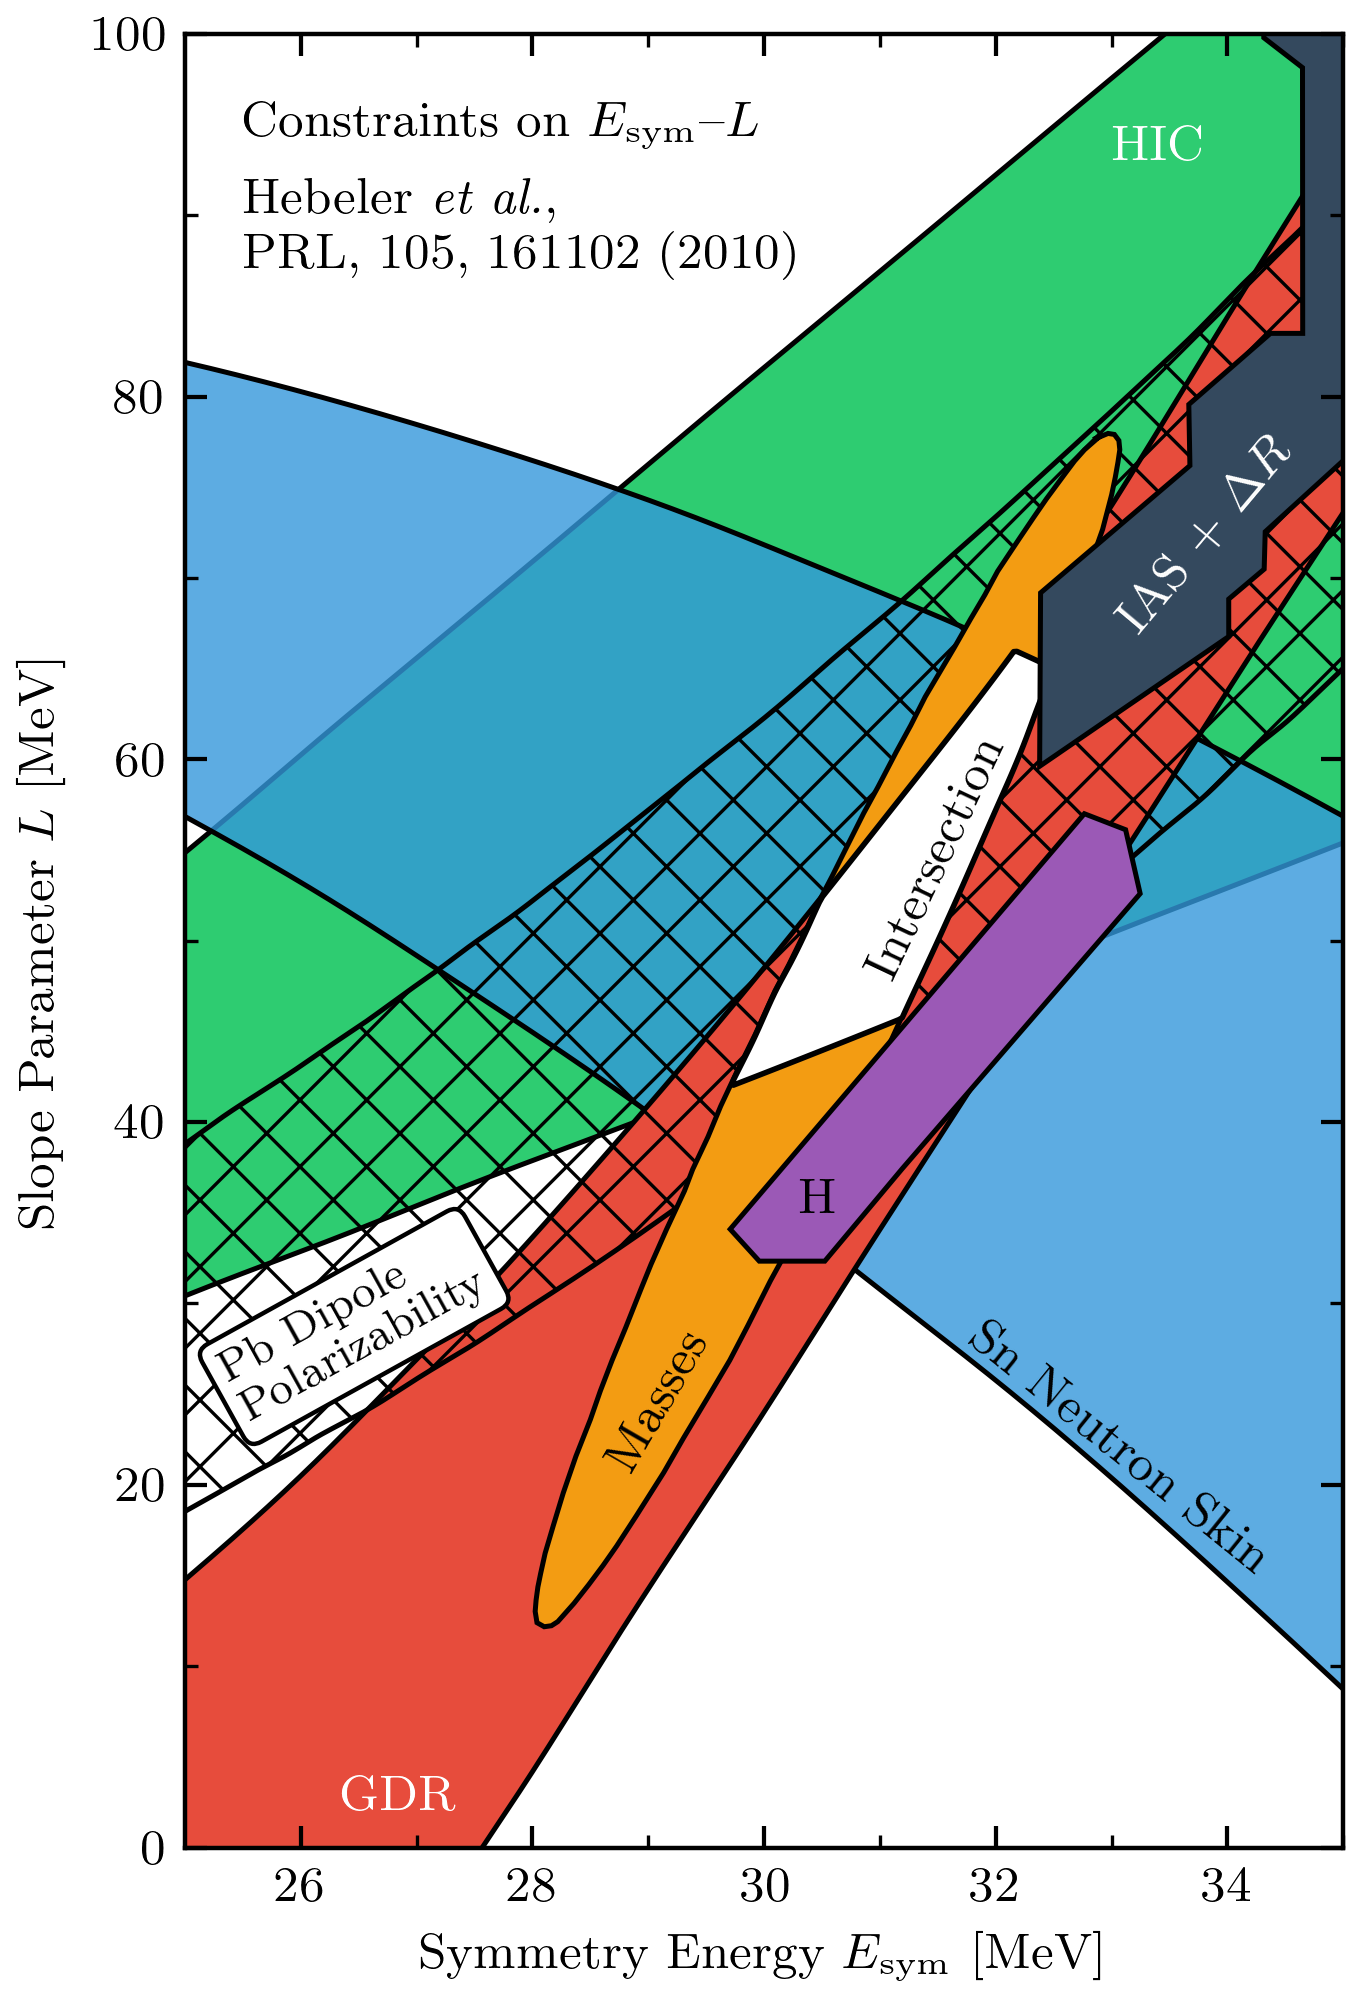 100
80
60
40
20
0
Slope Parameter L [MeV]
Constraints on Esym–L
Hebeler et al.,
PRL, 105, 161102 (2010)
HIC
IAS + ΔR
Intersection
H
Pb Dipole
Polarizability
Masses
Sn Neutron Skin
GDR
26 28 30 32 34
Symmetry Energy Esym [MeV]